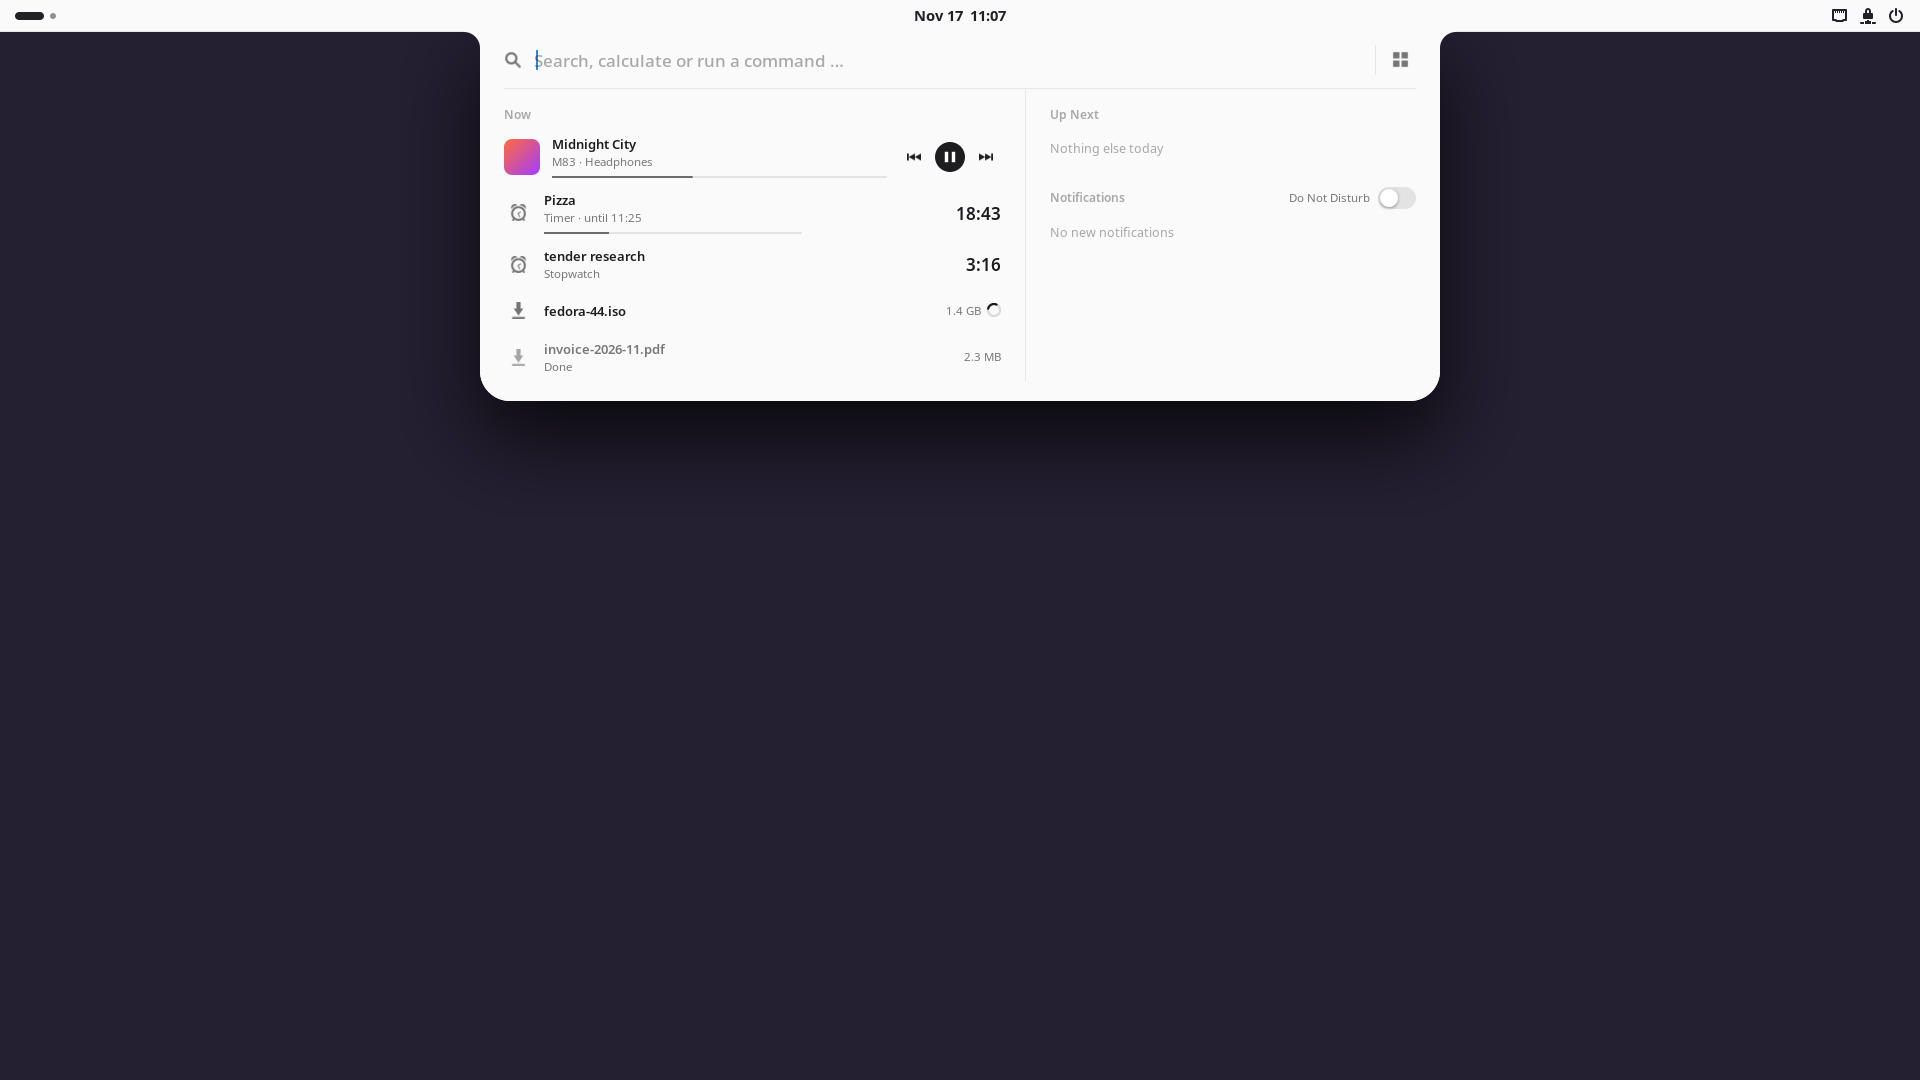 Nov 17 11:07
Search, calculate or run a command ...
Now
Midnight City
M83 · Headphones
Pizza
Timer · until 11:25
18:43
tender research
Stopwatch
3:16
fedora-44.iso
1.4 GB
invoice-2026-11.pdf
Done
2.3 MB
Up Next
Nothing else today
Notifications
Do Not Disturb
No new notifications